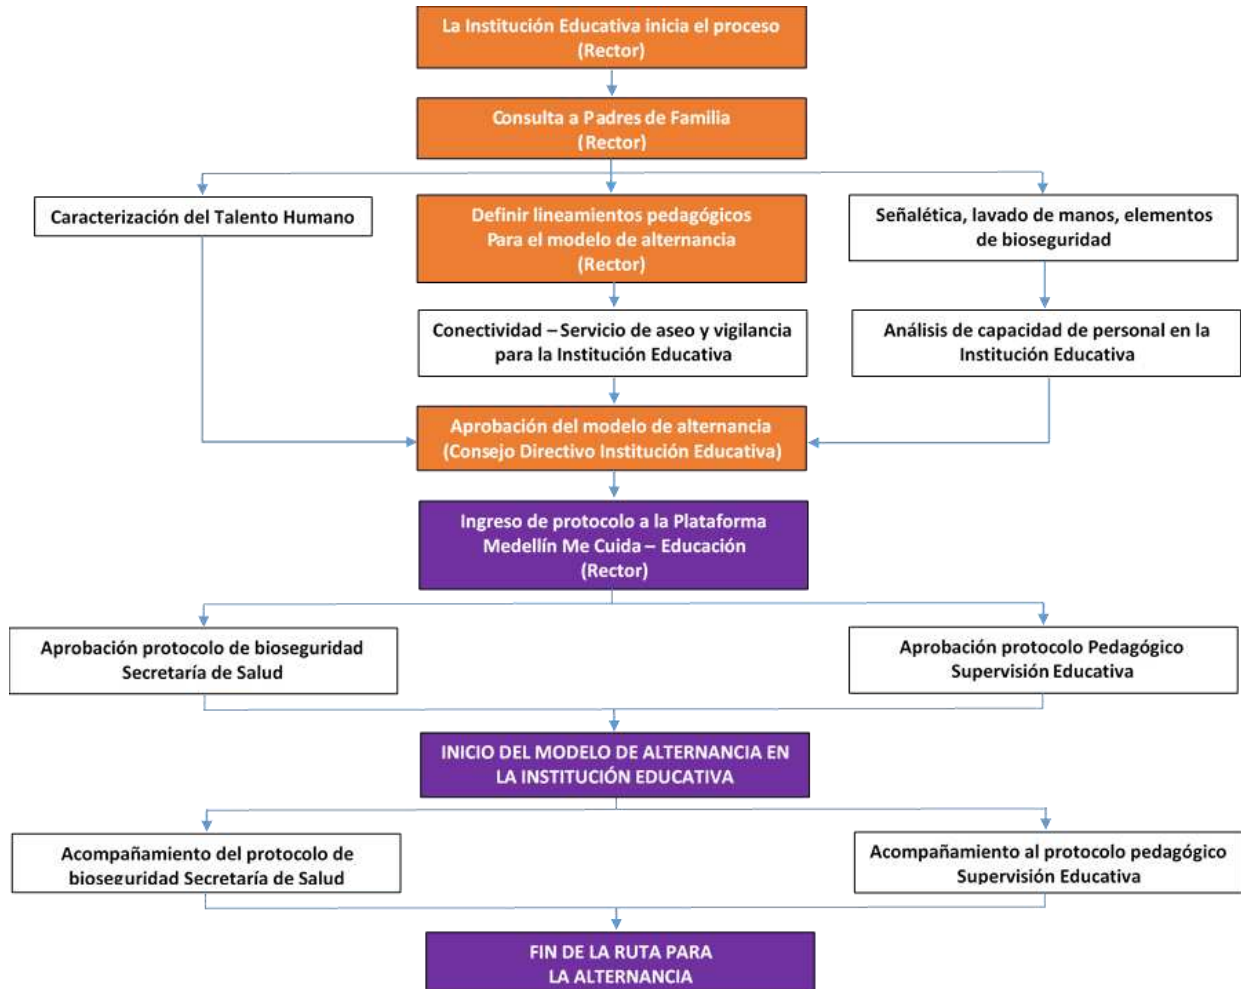 La Institución Educativa inicia el proceso
(Rector)
Consulta a Padres de Familia
(Rector)
Caracterización del Talento Humano
Definir lineamientos pedagógicos
Para el modelo de alternancia
(Rector)
Señalética, lavado de manos, elementos
de bioseguridad
Conectividad – Servicio de aseo y vigilancia
para la Institución Educativa
Análisis de capacidad de personal en la
Institución Educativa
Aprobación del modelo de alternancia
(Consejo Directivo Institución Educativa)
Ingreso de protocolo a la Plataforma
Medellín Me Cuida – Educación
(Rector)
Aprobación protocolo de bioseguridad
Secretaría de Salud
Aprobación protocolo Pedagógico
Supervisión Educativa
INICIO DEL MODELO DE ALTERNANCIA EN
LA INSTITUCIÓN EDUCATIVA
Acompañamiento del protocolo de
bioseguridad Secretaría de Salud
Acompañamiento al protocolo pedagógico
Supervisión Educativa
FIN DE LA RUTA PARA
LA ALTERNANCIA